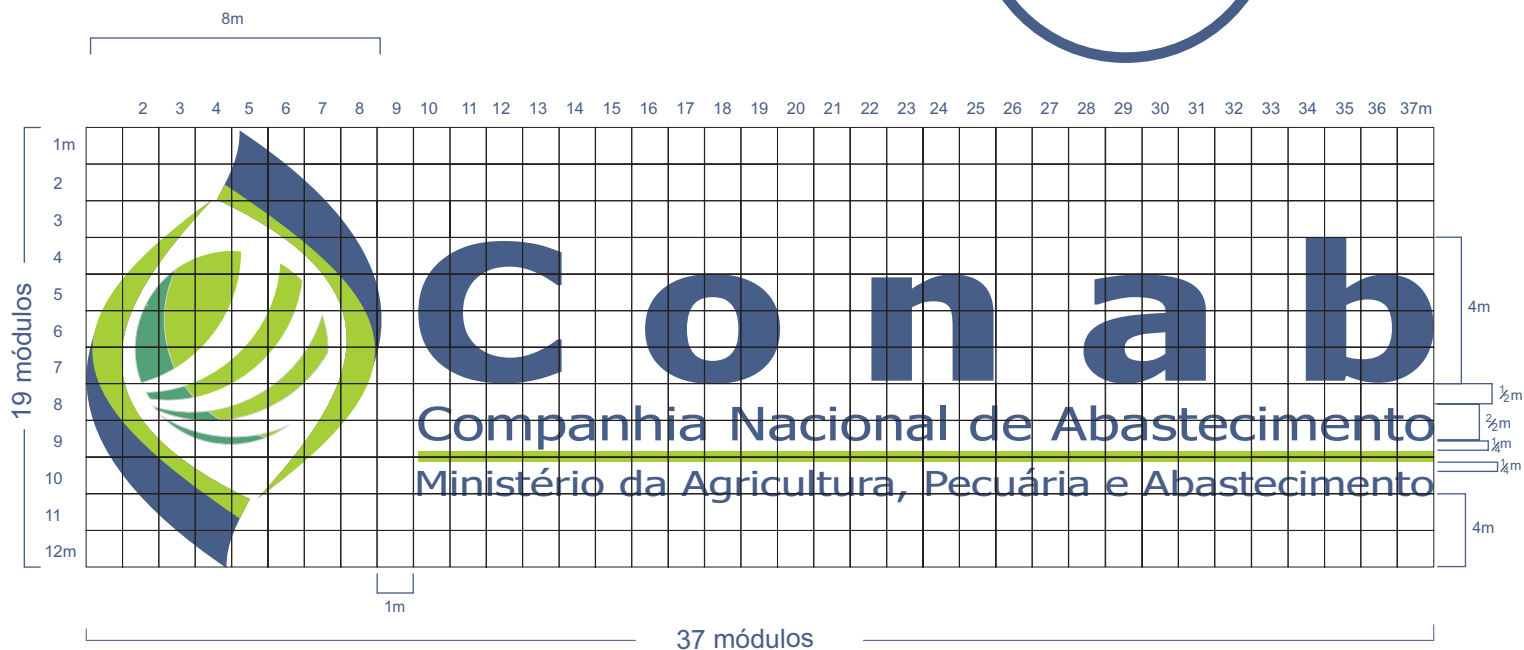 8m
2 3 4 5 6 7 8 9 10 11 12 13 14 15 16 17 18 19 20 21 22 23 24 25 26 27 28 29 30 31 32 33 34 35 36 37m
1m
2
3
4
5
6
7
8
9
10
11
12m
19 módulos
Conab
Companhia Nacional de Abastecimento
Ministério da Agricultura, Pecuária e Abastecimento
4m
½m
2/2m
¼
¼m
4m
1m
37 módulos